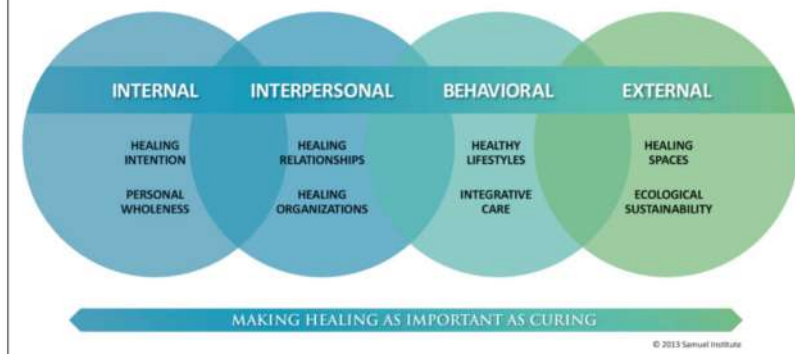 INTERNAL
INTERPERSONAL
BEHAVIORAL
EXTERNAL
HEALING
INTENTION
PERSONAL
WHOLENESS
HEALING
RELATIONSHIPS
HEALING
ORGANIZATIONS
HEALTHY
LIFESTYLES
INTEGRATIVE
CARE
HEALING
SPACES
ECOLOGICAL
SUSTAINABILITY
MAKING HEALING AS IMPORTANT AS CURING
© 2013 Samuel Institute